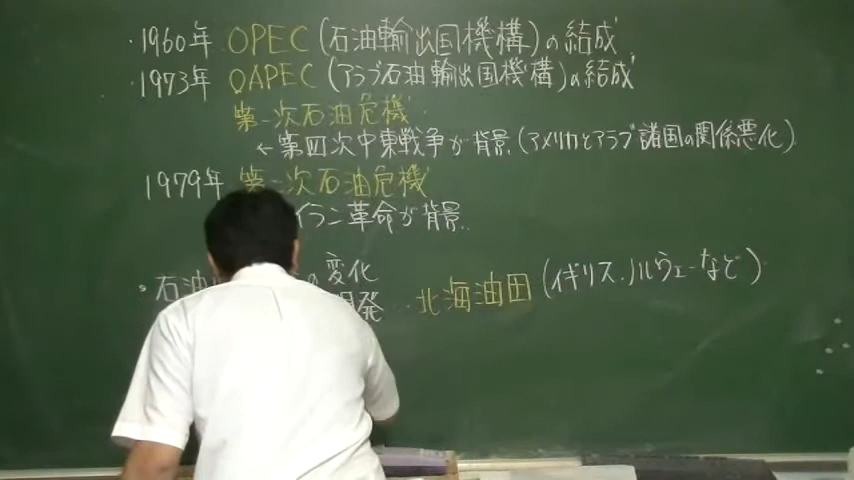 ・1960年 OPEC (石油輸出国機構)の結成
・1973年 OAPEC (アラブ石油輸出国機構)の結成
第一次石油危機
←第四次中東戦争が背景.(アメリカとアラブ諸国の関係悪化)
1979年 第二次石油危機
イラン革命が背景.
・石油 の変化
開発 … 北海油田 (イギリス.ノルウェーなど)